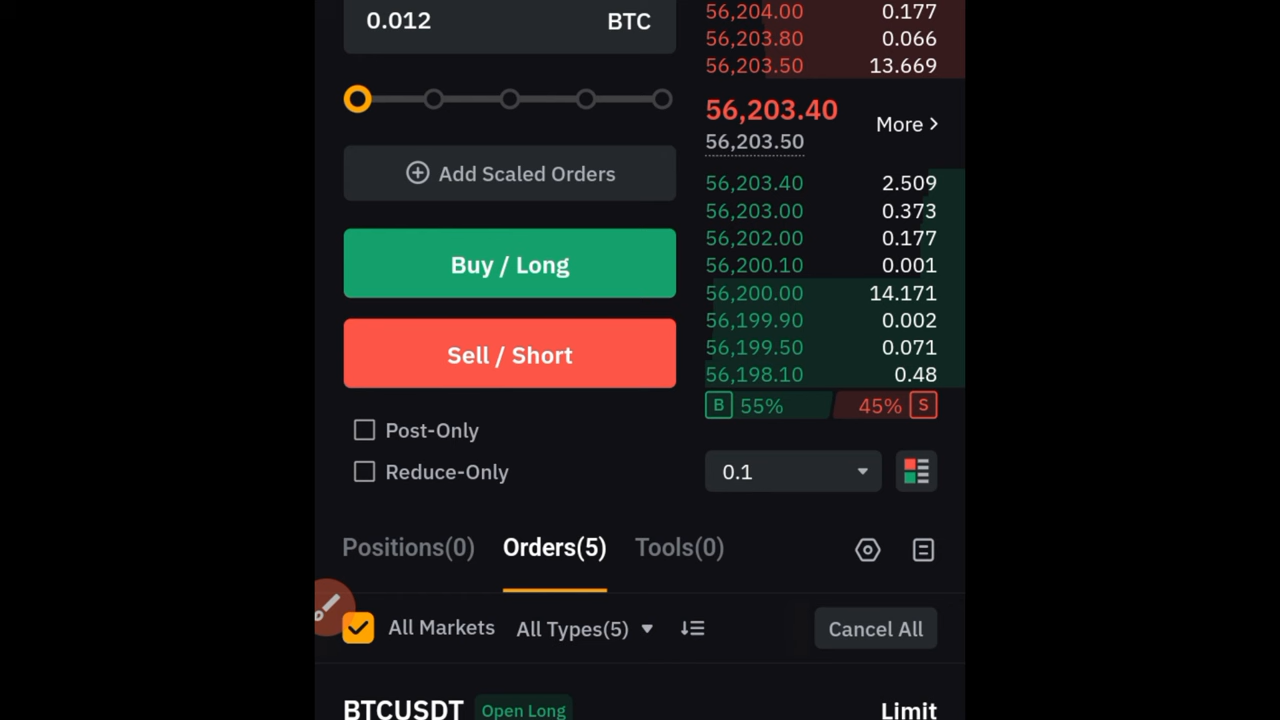 0.012 BTC
Add Scaled Orders
Buy / Long
Sell / Short
Post-Only
Reduce-Only
56,204.00 0.177
56,203.80 0.066
56,203.50 13.669
56,203.40
More >
56,203.50
56,203.40 2.509
56,203.00 0.373
56,202.00 0.177
56,200.10 0.001
56,200.00 14.171
56,199.90 0.002
56,199.50 0.071
56,198.10 0.48
B 55% 45% S
0.1
Positions(0) Orders(5) Tools(0)
All Markets All Types(5) Cancel All
BTCUSDT Open Long Limit